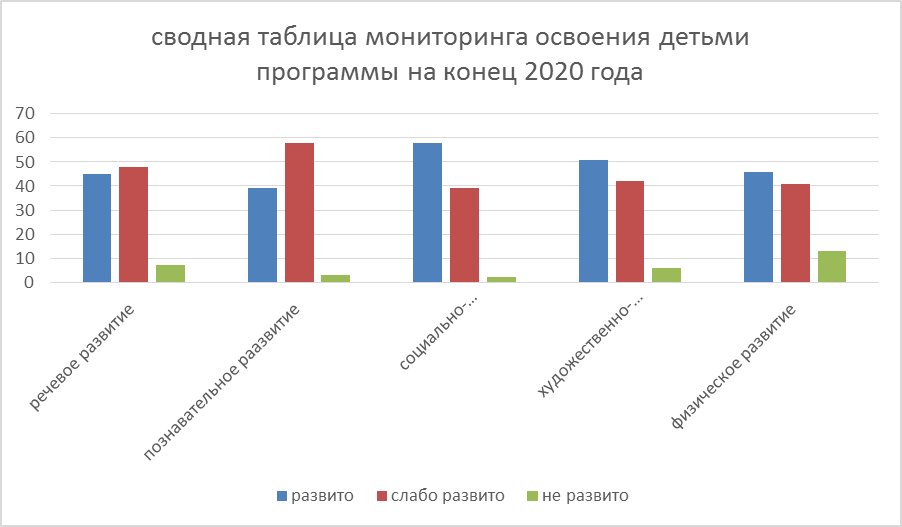 сводная таблица мониторинга освоения детьми
программы на конец 2020 года
70
60
50
40
30
20
10
0
речевое развитие
познавательное раазвитие
социально-...
художественно-...
физическое развитие
развито
слабо развито
не развито